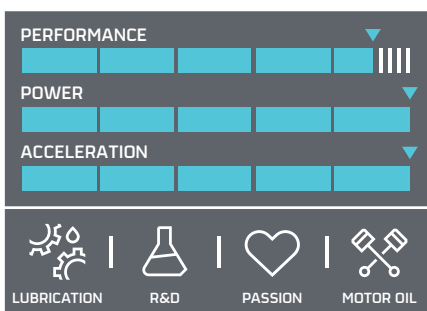 PERFORMANCE
POWER
ACCELERATION
LUBRICATION R&D PASSION MOTOR OIL